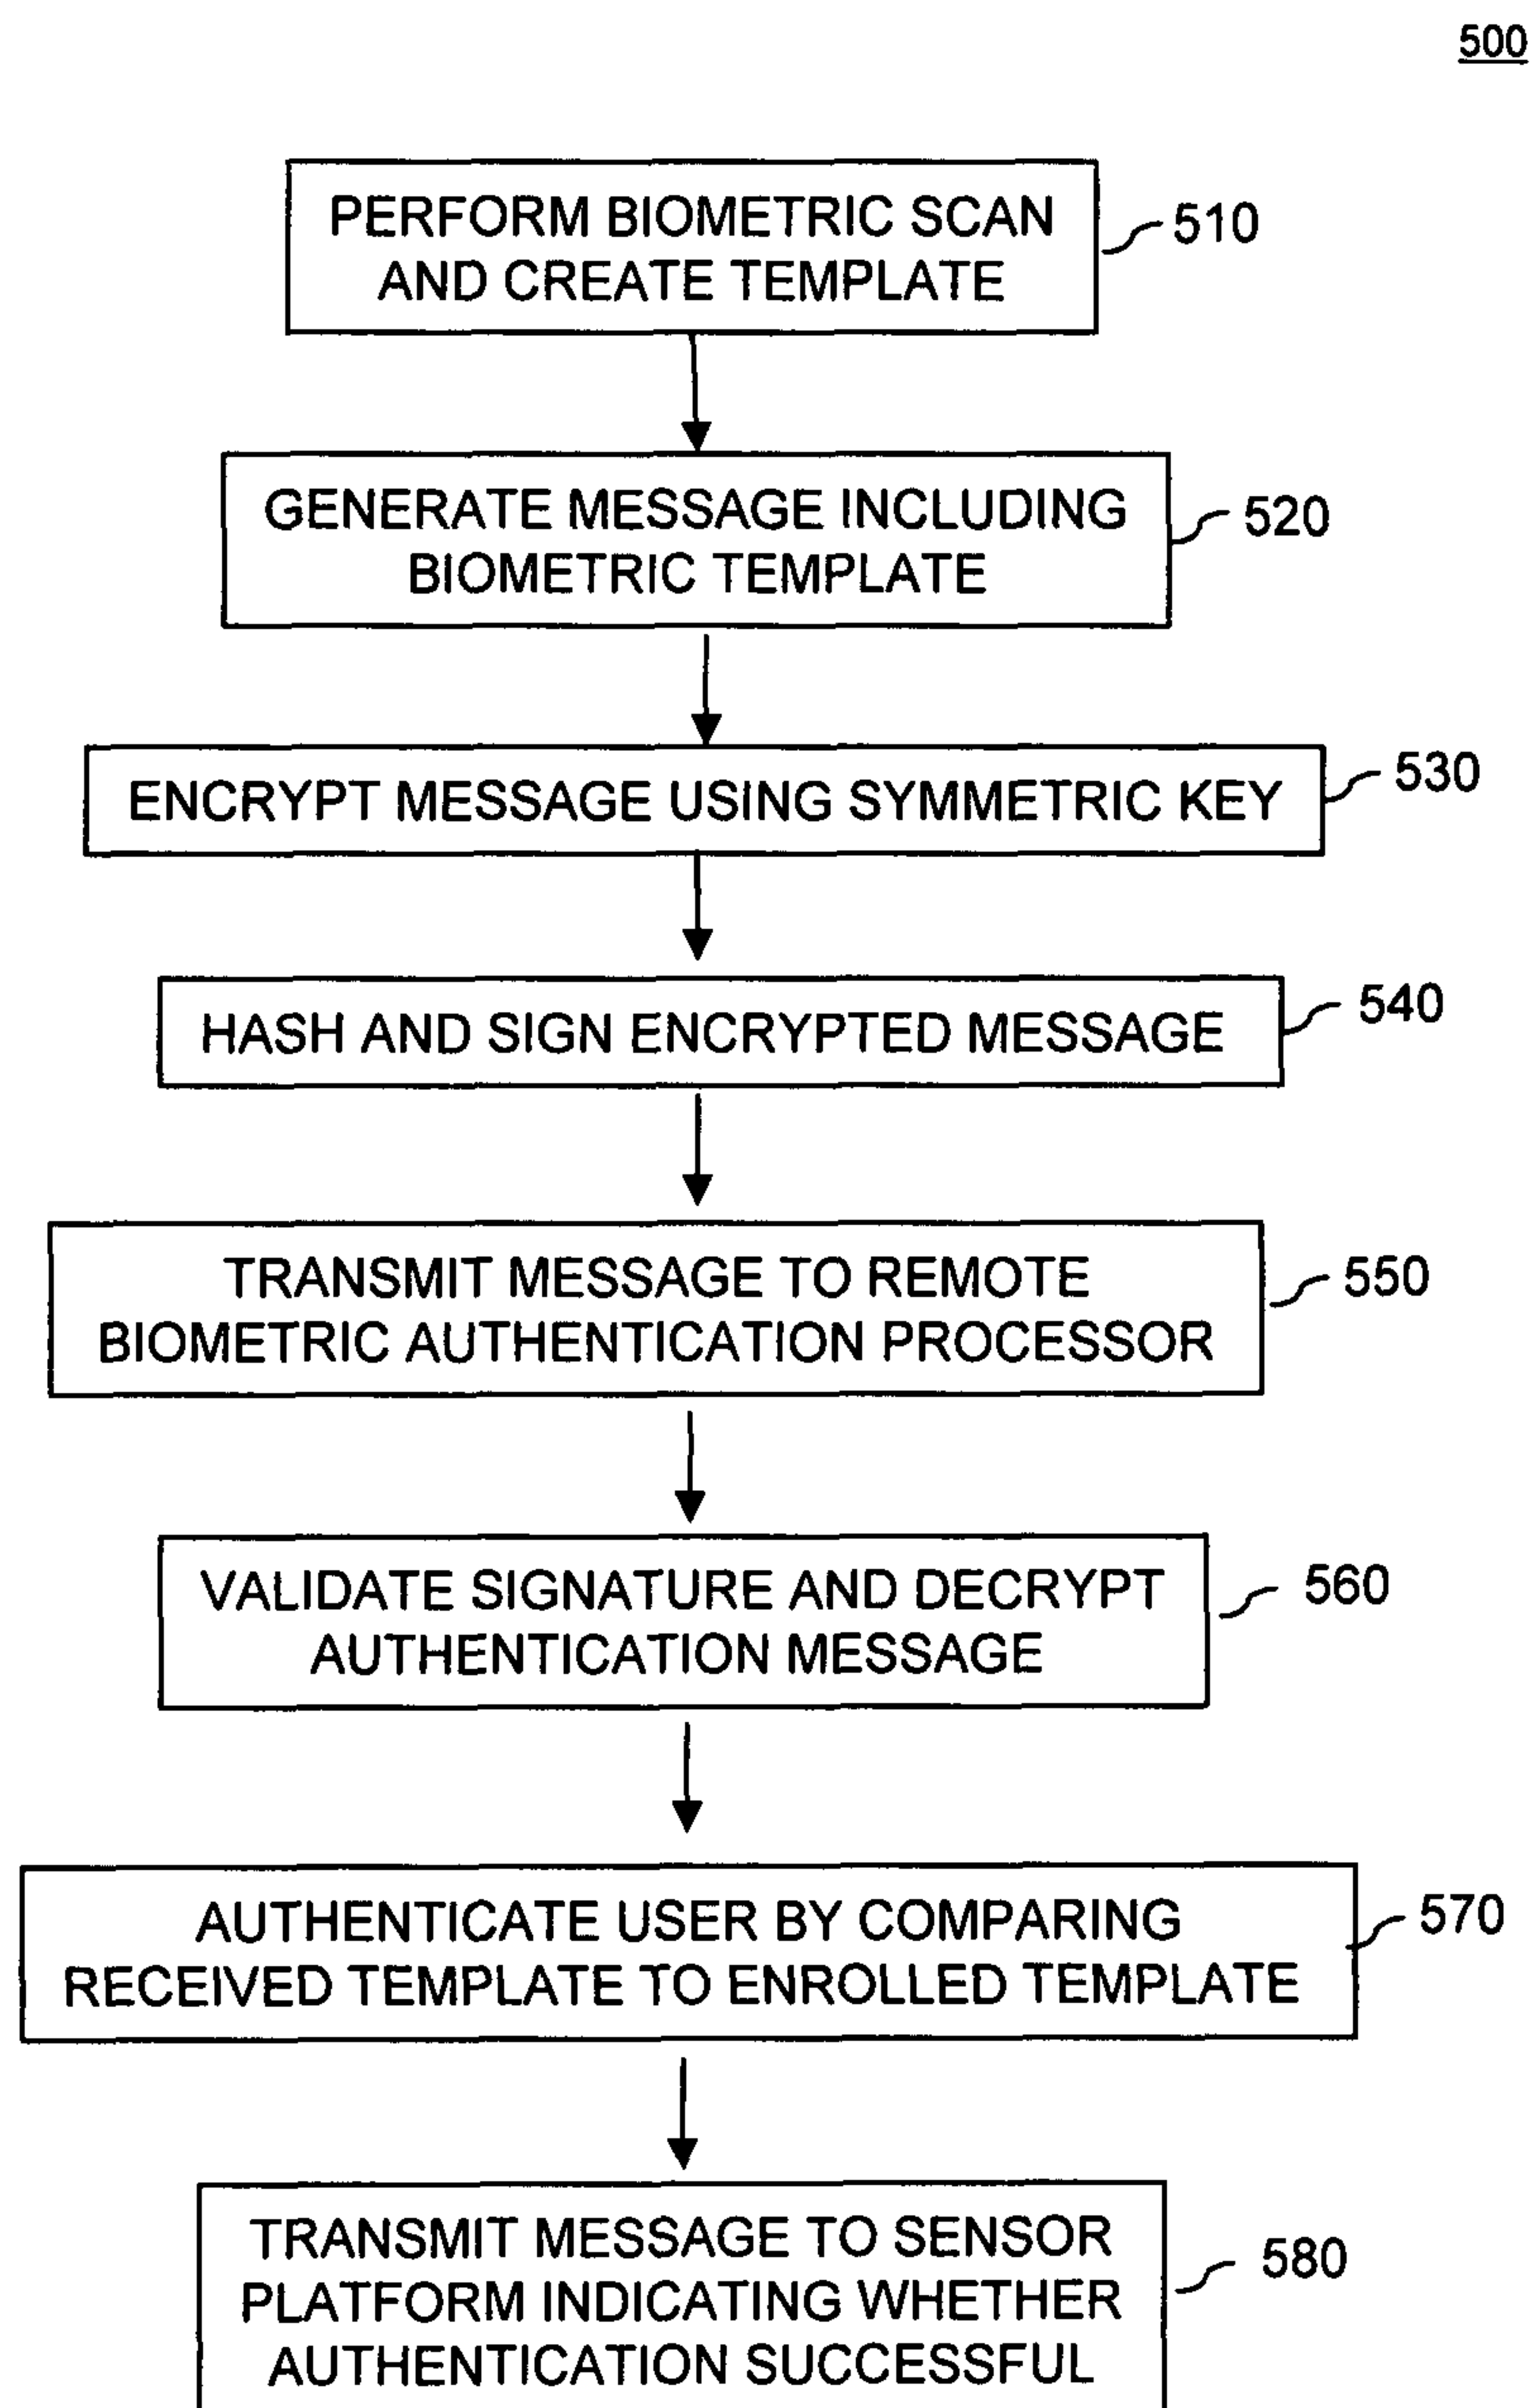 500
PERFORM BIOMETRIC SCAN
AND CREATE TEMPLATE
510
GENERATE MESSAGE INCLUDING
BIOMETRIC TEMPLATE
520
ENCRYPT MESSAGE USING SYMMETRIC KEY
530
HASH AND SIGN ENCRYPTED MESSAGE
540
TRANSMIT MESSAGE TO REMOTE
BIOMETRIC AUTHENTICATION PROCESSOR
550
VALIDATE SIGNATURE AND DECRYPT
AUTHENTICATION MESSAGE
560
AUTHENTICATE USER BY COMPARING
RECEIVED TEMPLATE TO ENROLLED TEMPLATE
570
TRANSMIT MESSAGE TO SENSOR
PLATFORM INDICATING WHETHER
AUTHENTICATION SUCCESSFUL
580